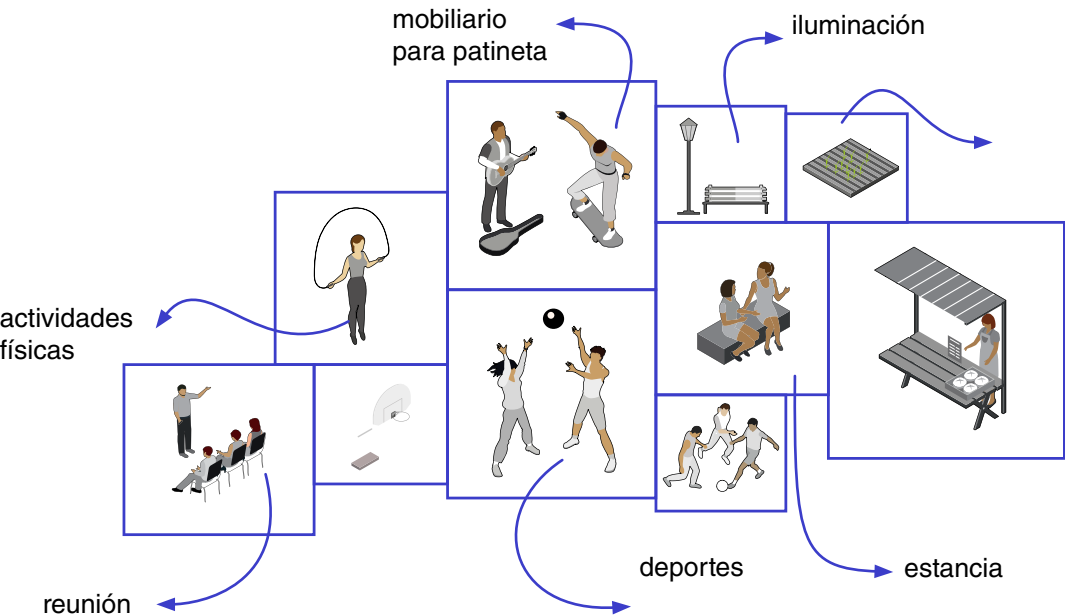 mobiliario
para patineta
iluminación
actividades
físicas
deportes
estancia
reunión